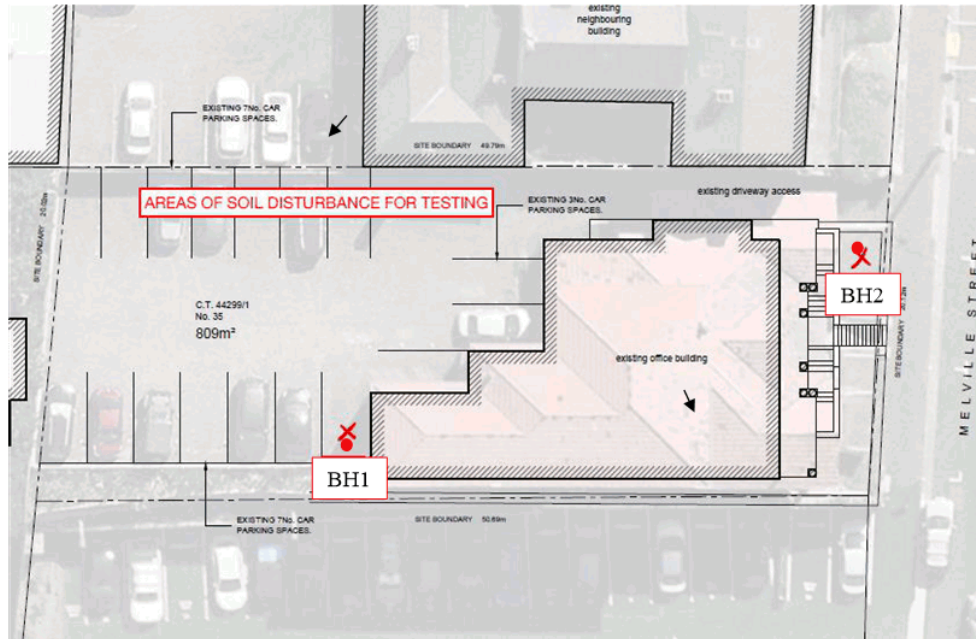 existing
neighbouring
building
EXISTING 7No. CAR
PARKING SPACES.
SITE BOUNDARY 49.79m
AREAS OF SOIL DISTURBANCE FOR TESTING
existing driveway access
EXISTING 3No. CAR
PARKING SPACES.
SITE BOUNDARY
C.T. 44299/1
No. 35
809m²
BH2
existing office building
SITE BOUNDARY
MELVILLE STREET
BH1
EXISTING 7No. CAR
PARKING SPACES.
SITE BOUNDARY 50.69m